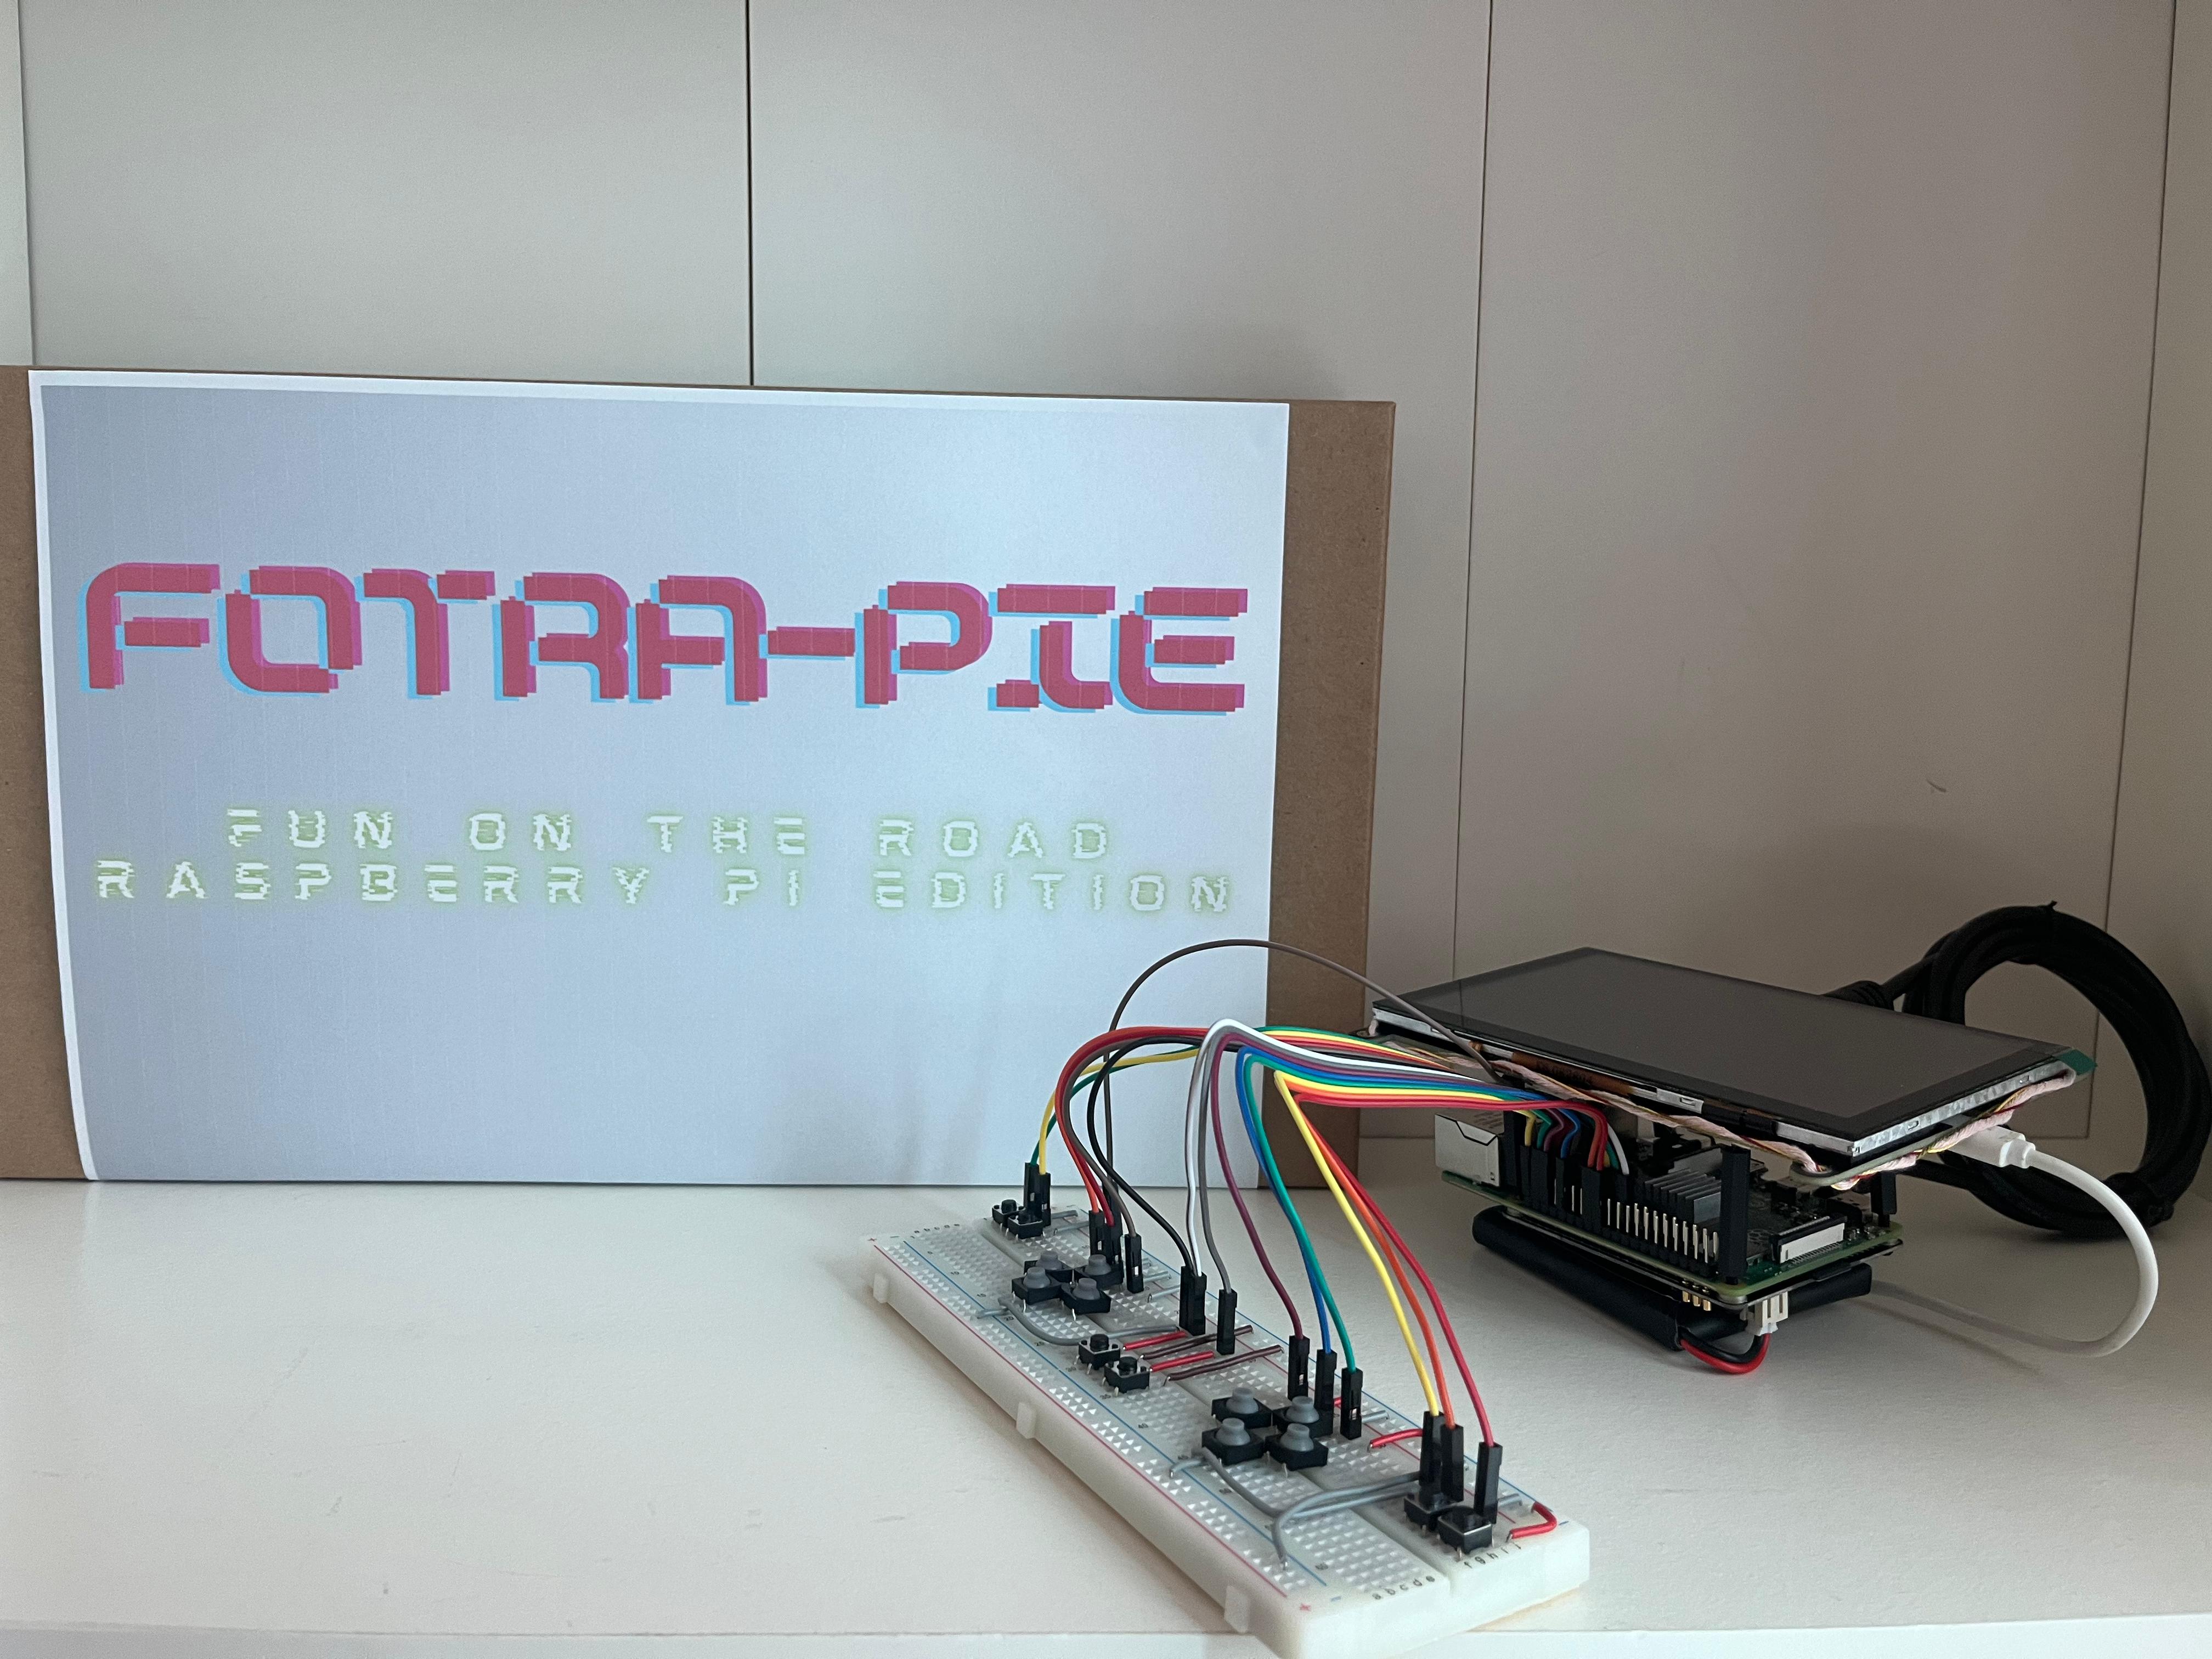 FOTRA-PIE
FUN ON THE ROAD
RASPBERRY PI EDITION
a b c d e
f g h i j